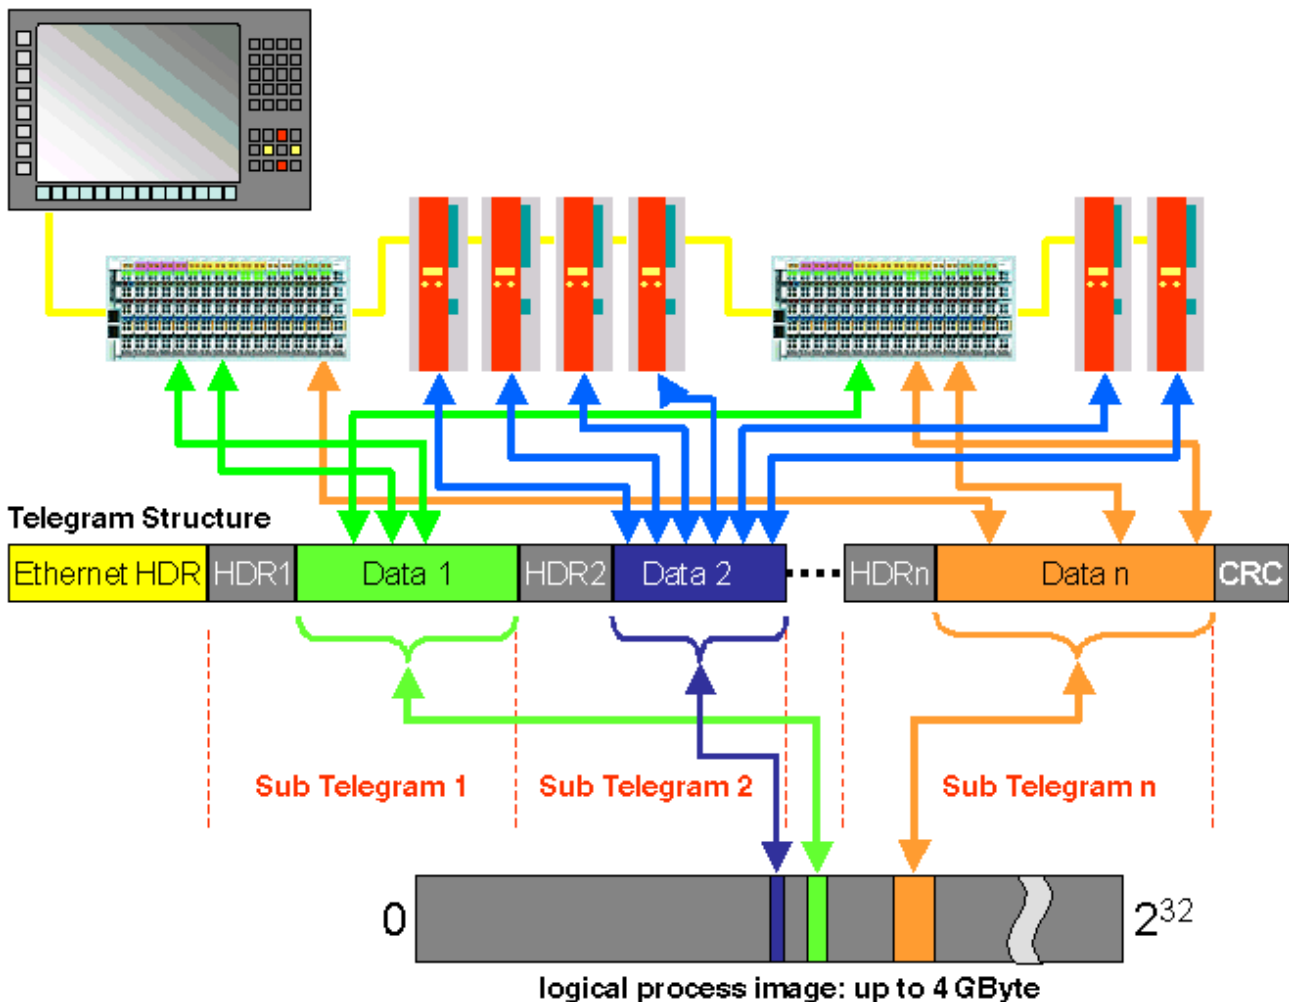 Telegram Structure
Ethernet HDR HDR1 Data 1 HDR2 Data 2 HDRn Data n CRC
Sub Telegram 1 Sub Telegram 2 Sub Telegram n
0 2³²
logical process image: up to 4 GByte